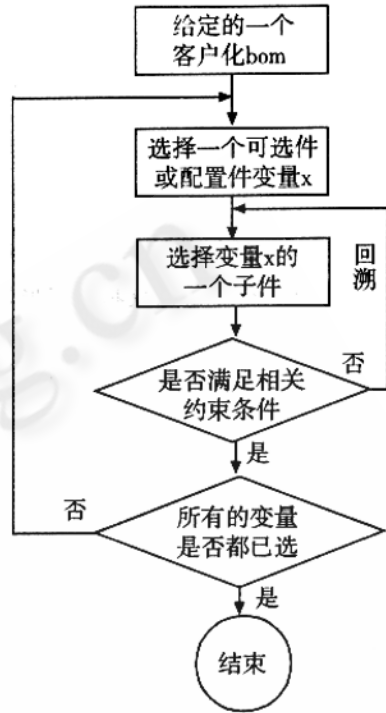 给定的一个
客户化bom
选择一个可选件
或配置件变量x
选择变量x的
一个子件
回
溯
是否满足相关
约束条件
否
是
所有的变量
是否都已选
否
是
结束